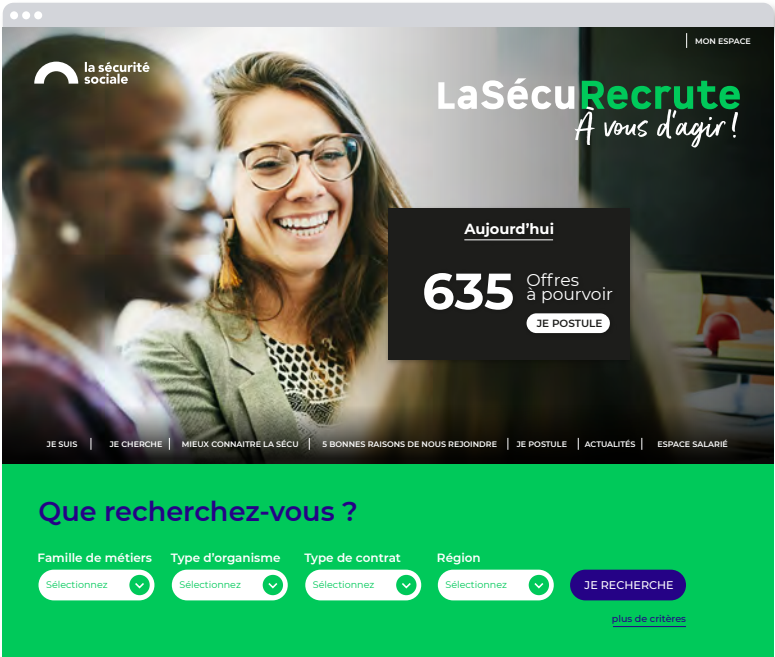 MON ESPACE
la sécurité
sociale
LaSécuRecrute
À vous d'agir !
Aujourd'hui
635 Offres
à pourvoir
JE POSTULE
JE SUIS | JE CHERCHE | MIEUX CONNAITRE LA SÉCU | 5 BONNES RAISONS DE NOUS REJOINDRE | JE POSTULE | ACTUALITÉS | ESPACE SALARIÉ
Que recherchez-vous ?
Famille de métiers Type d'organisme Type de contrat Région
Sélectionnez Sélectionnez Sélectionnez Sélectionnez JE RECHERCHE
plus de critères